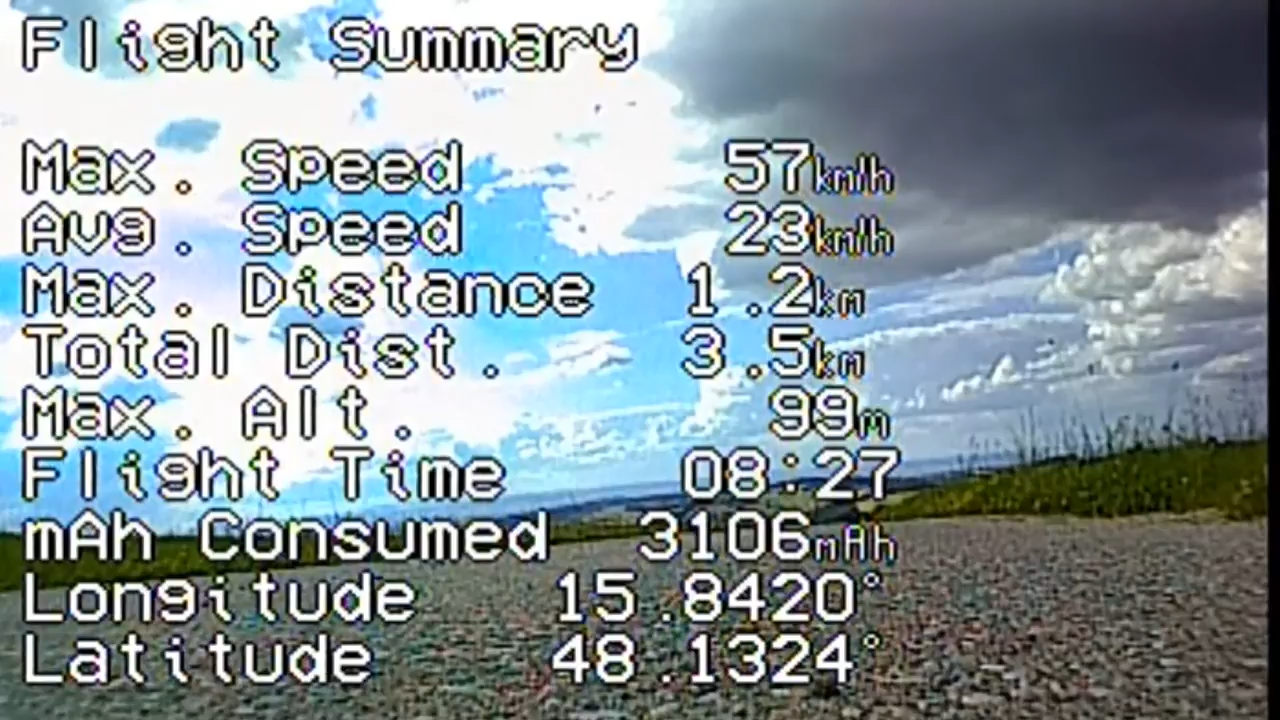 Flight Summary
Max. Speed 57km/h
Avg. Speed 23km/h
Max. Distance 1.2km
Total Dist. 3.5km
Max. Alt. 99m
Flight Time 08:27
mAh Consumed 3106mAh
Longitude 15.8420°
Latitude 48.1324°